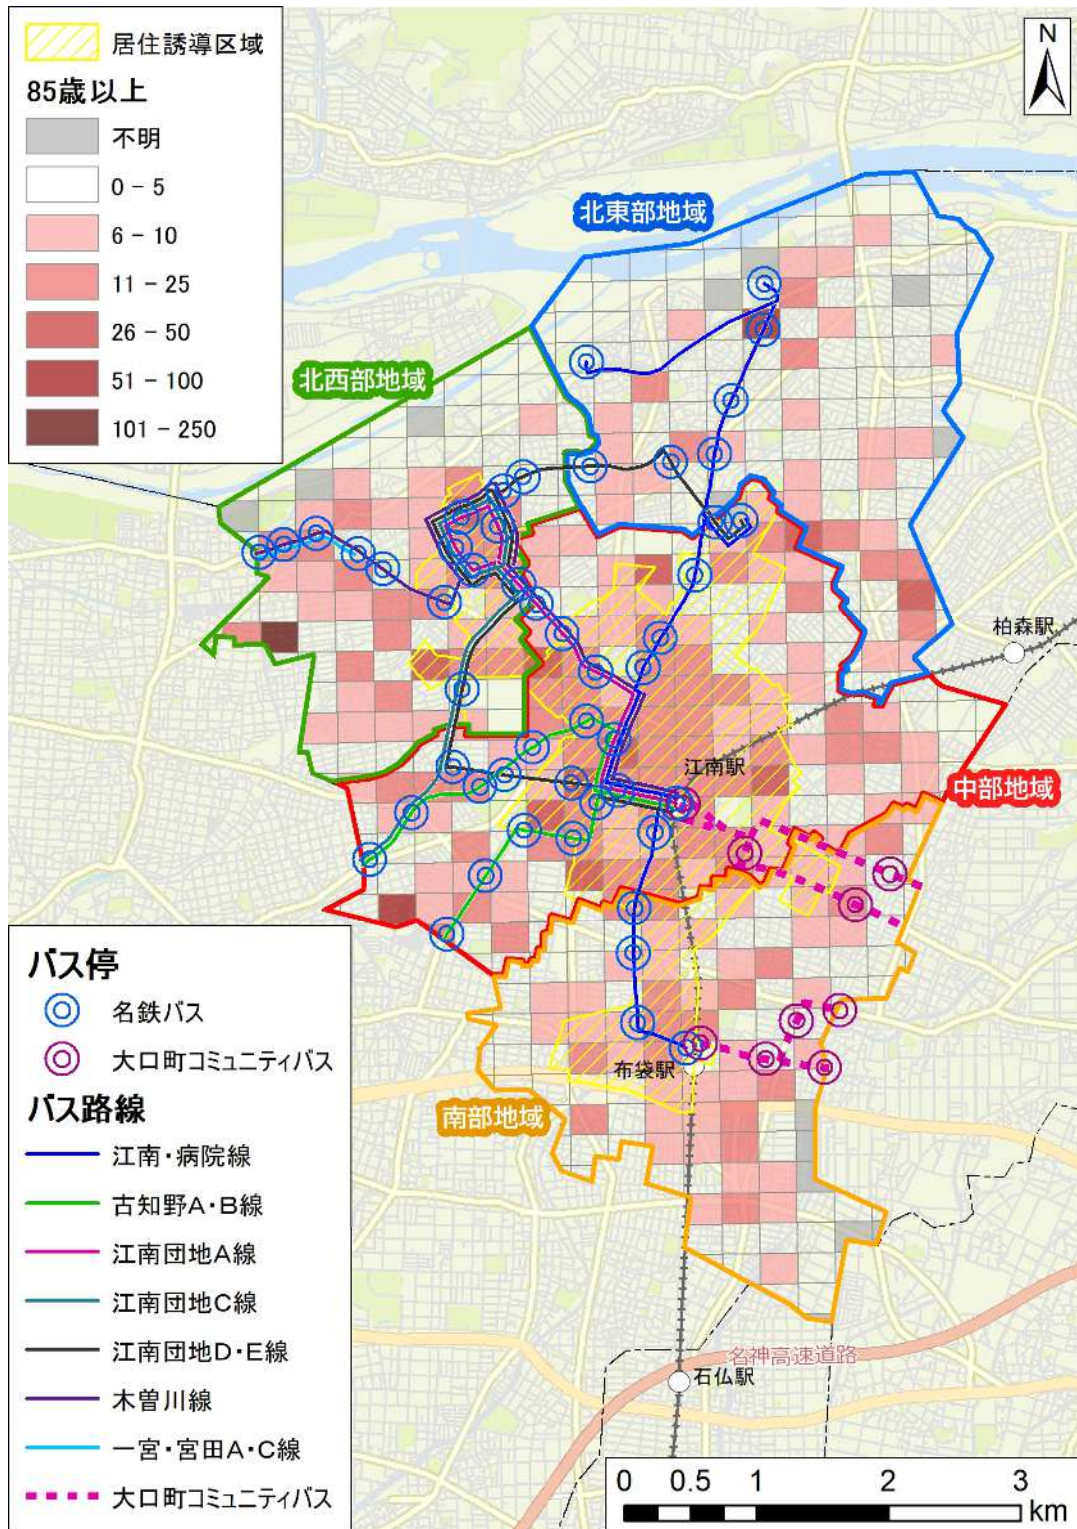 居住誘導区域
85歳以上
不明
0 - 5
6 - 10
11 - 25
26 - 50
51 - 100
101 - 250
N
北東部地域
北西部地域
柏森駅
江南駅
中部地域
布袋駅
南部地域
名神高速道路
石仏駅
バス停
名鉄バス
大口町コミュニティバス
バス路線
江南・病院線
古知野A・B線
江南団地A線
江南団地C線
江南団地D・E線
木曽川線
一宮・宮田A・C線
大口町コミュニティバス
0 0.5 1 2 3
km